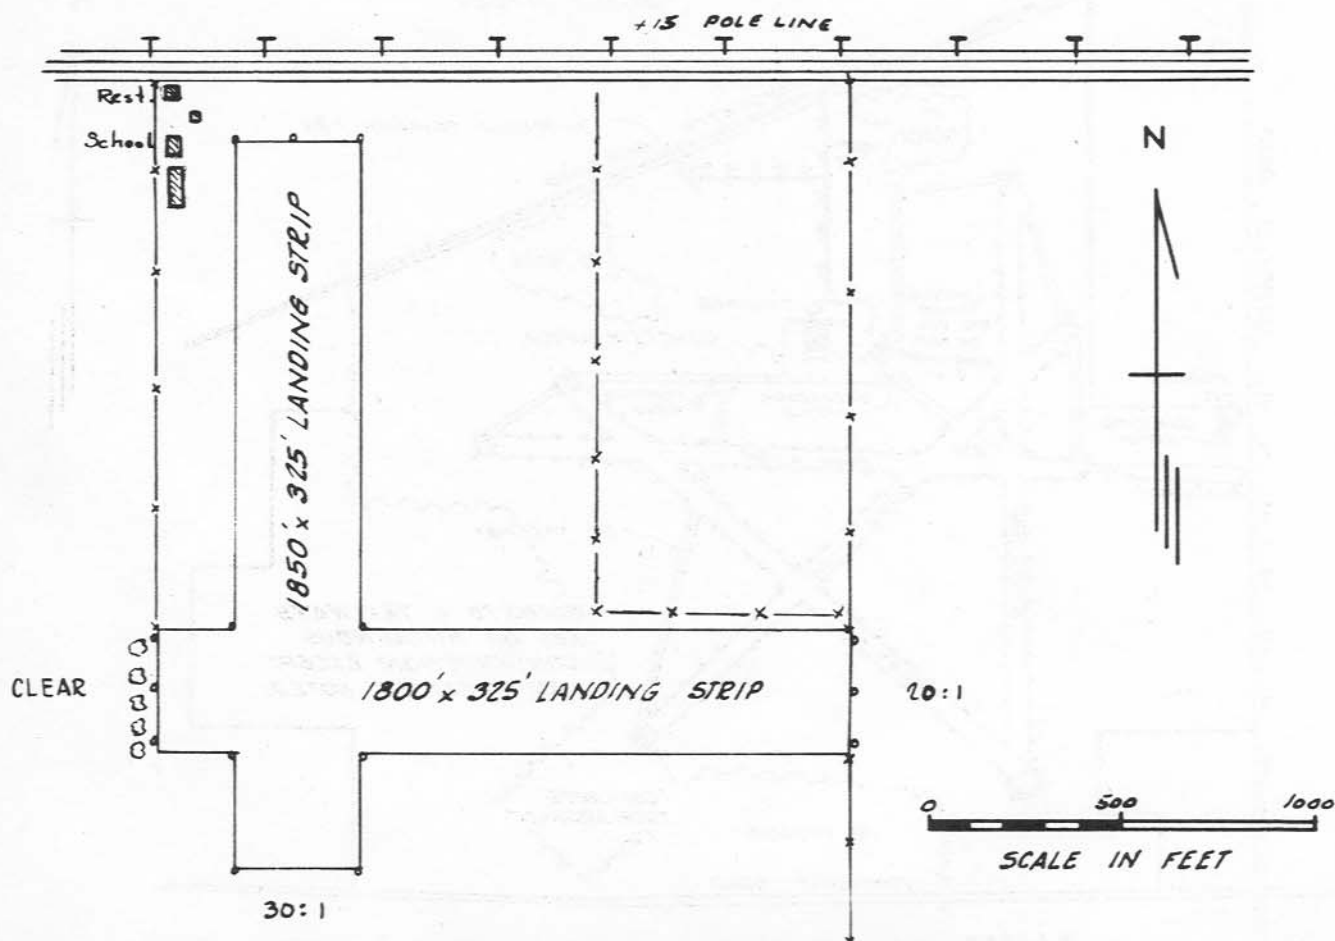 +15 POLE LINE
Rest.
School
N
1850' x 325' LANDING STRIP
CLEAR
1800' x 325' LANDING STRIP
20:1
0 500 1000
SCALE IN FEET
30:1